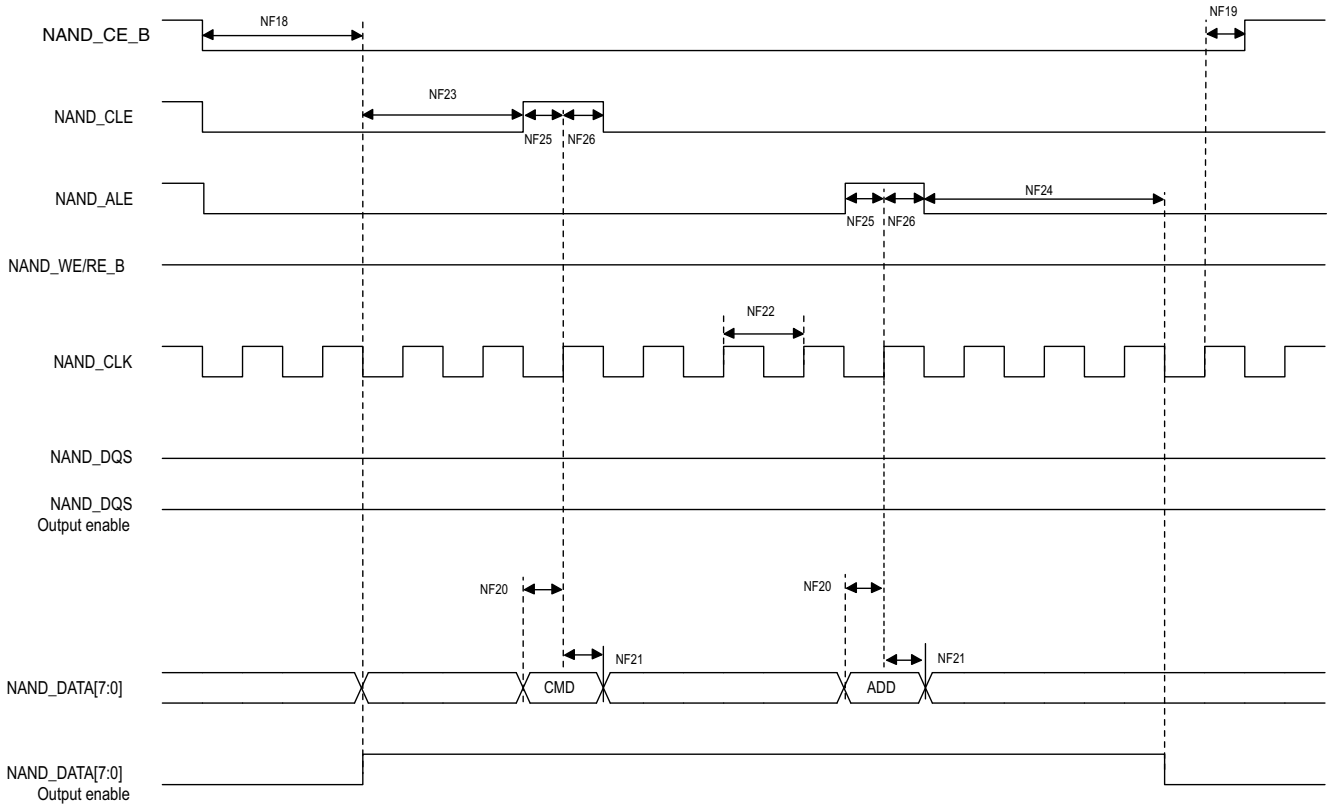 NF18
NF19
NAND_CE_B
NF23
NAND_CLE
NF25
NF26
NF24
NAND_ALE
NF25
NF26
NAND_WE/RE_B
NF22
NAND_CLK
NAND_DQS
NAND_DQS
Output enable
NF20
NF20
NF21
NF21
NAND_DATA[7:0]
CMD
ADD
NAND_DATA[7:0]
Output enable